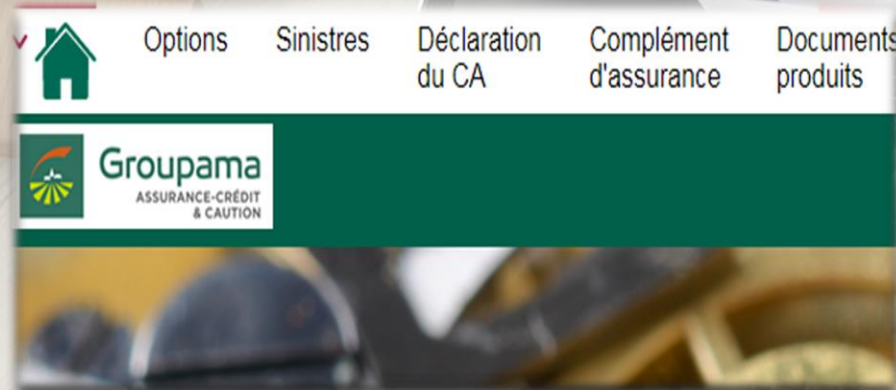 Options Sinistres Déclaration Complément Documents
du CA d'assurance produits
Groupama
ASSURANCE-CRÉDIT
& CAUTION